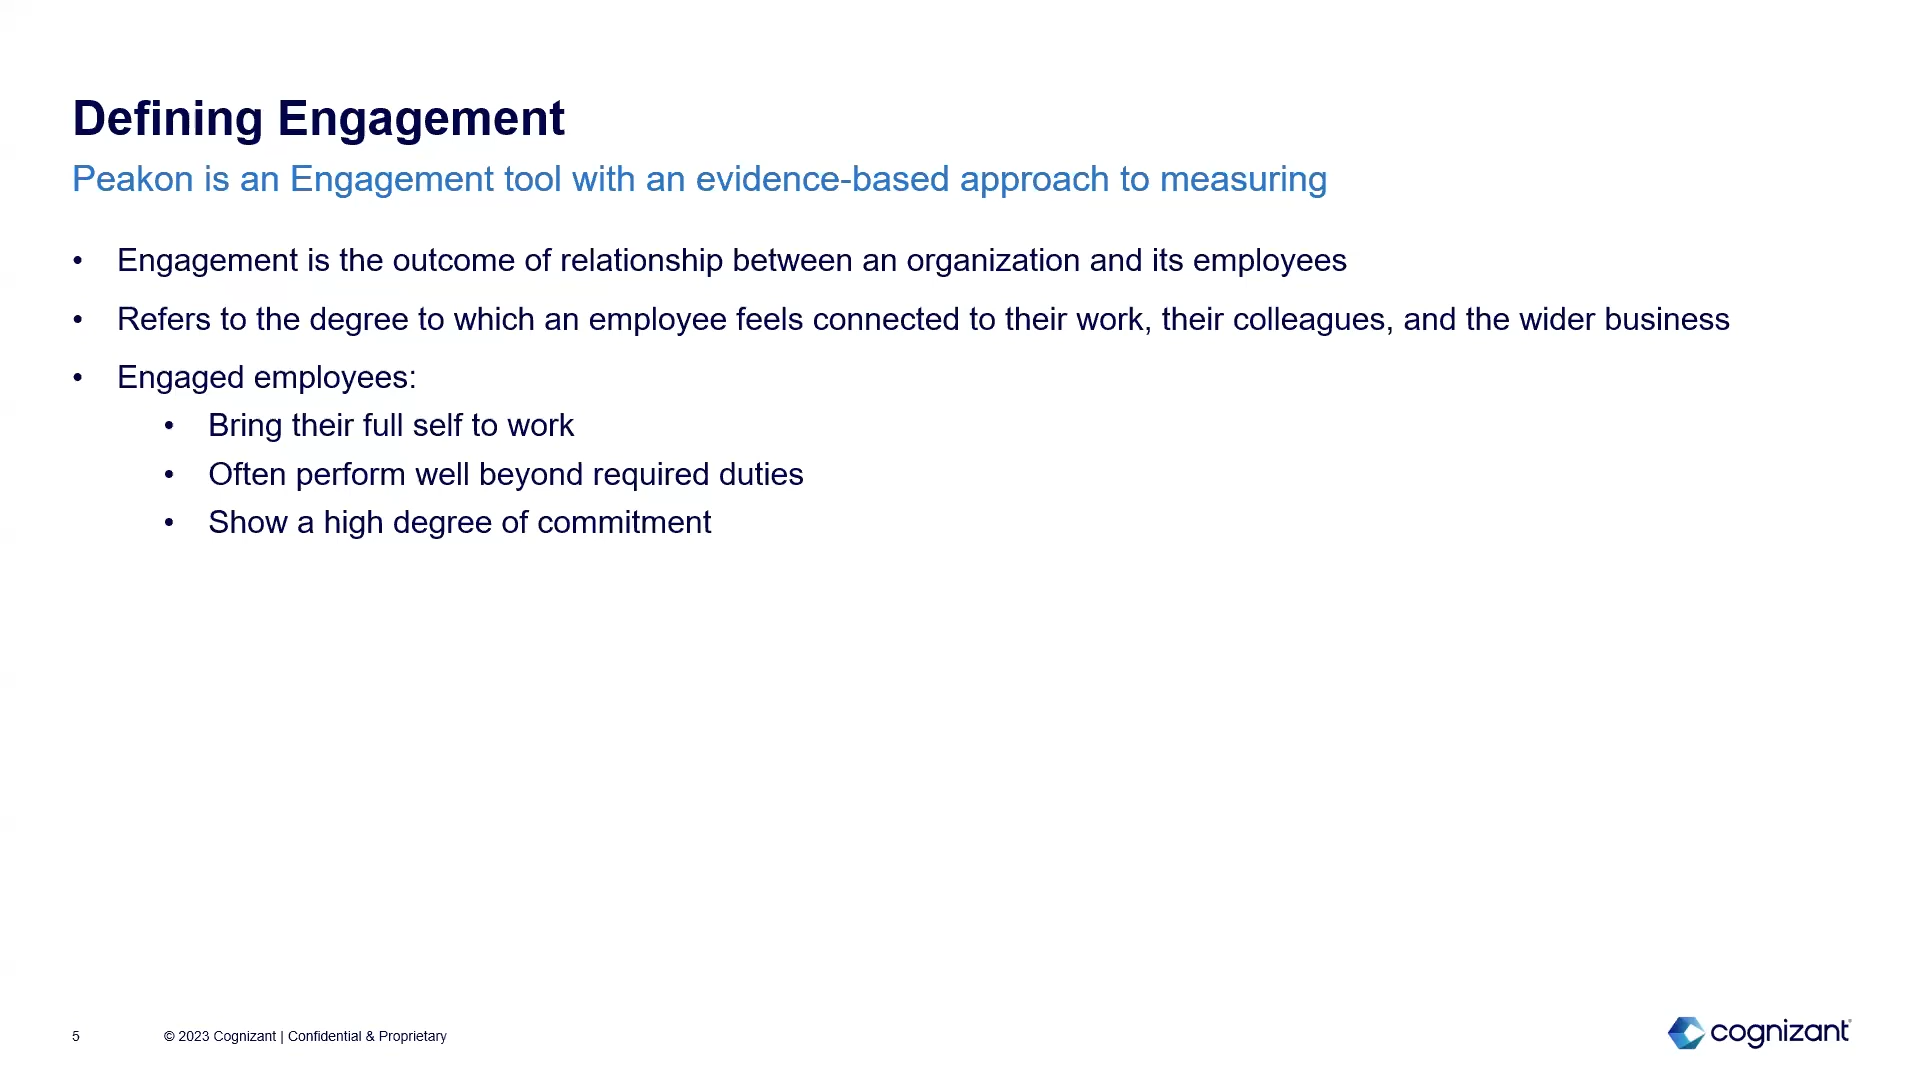 Defining Engagement
Peakon is an Engagement tool with an evidence-based approach to measuring
• Engagement is the outcome of relationship between an organization and its employees
• Refers to the degree to which an employee feels connected to their work, their colleagues, and the wider business
• Engaged employees:
• Bring their full self to work
• Often perform well beyond required duties
• Show a high degree of commitment
5 © 2023 Cognizant | Confidential & Proprietary
cognizant